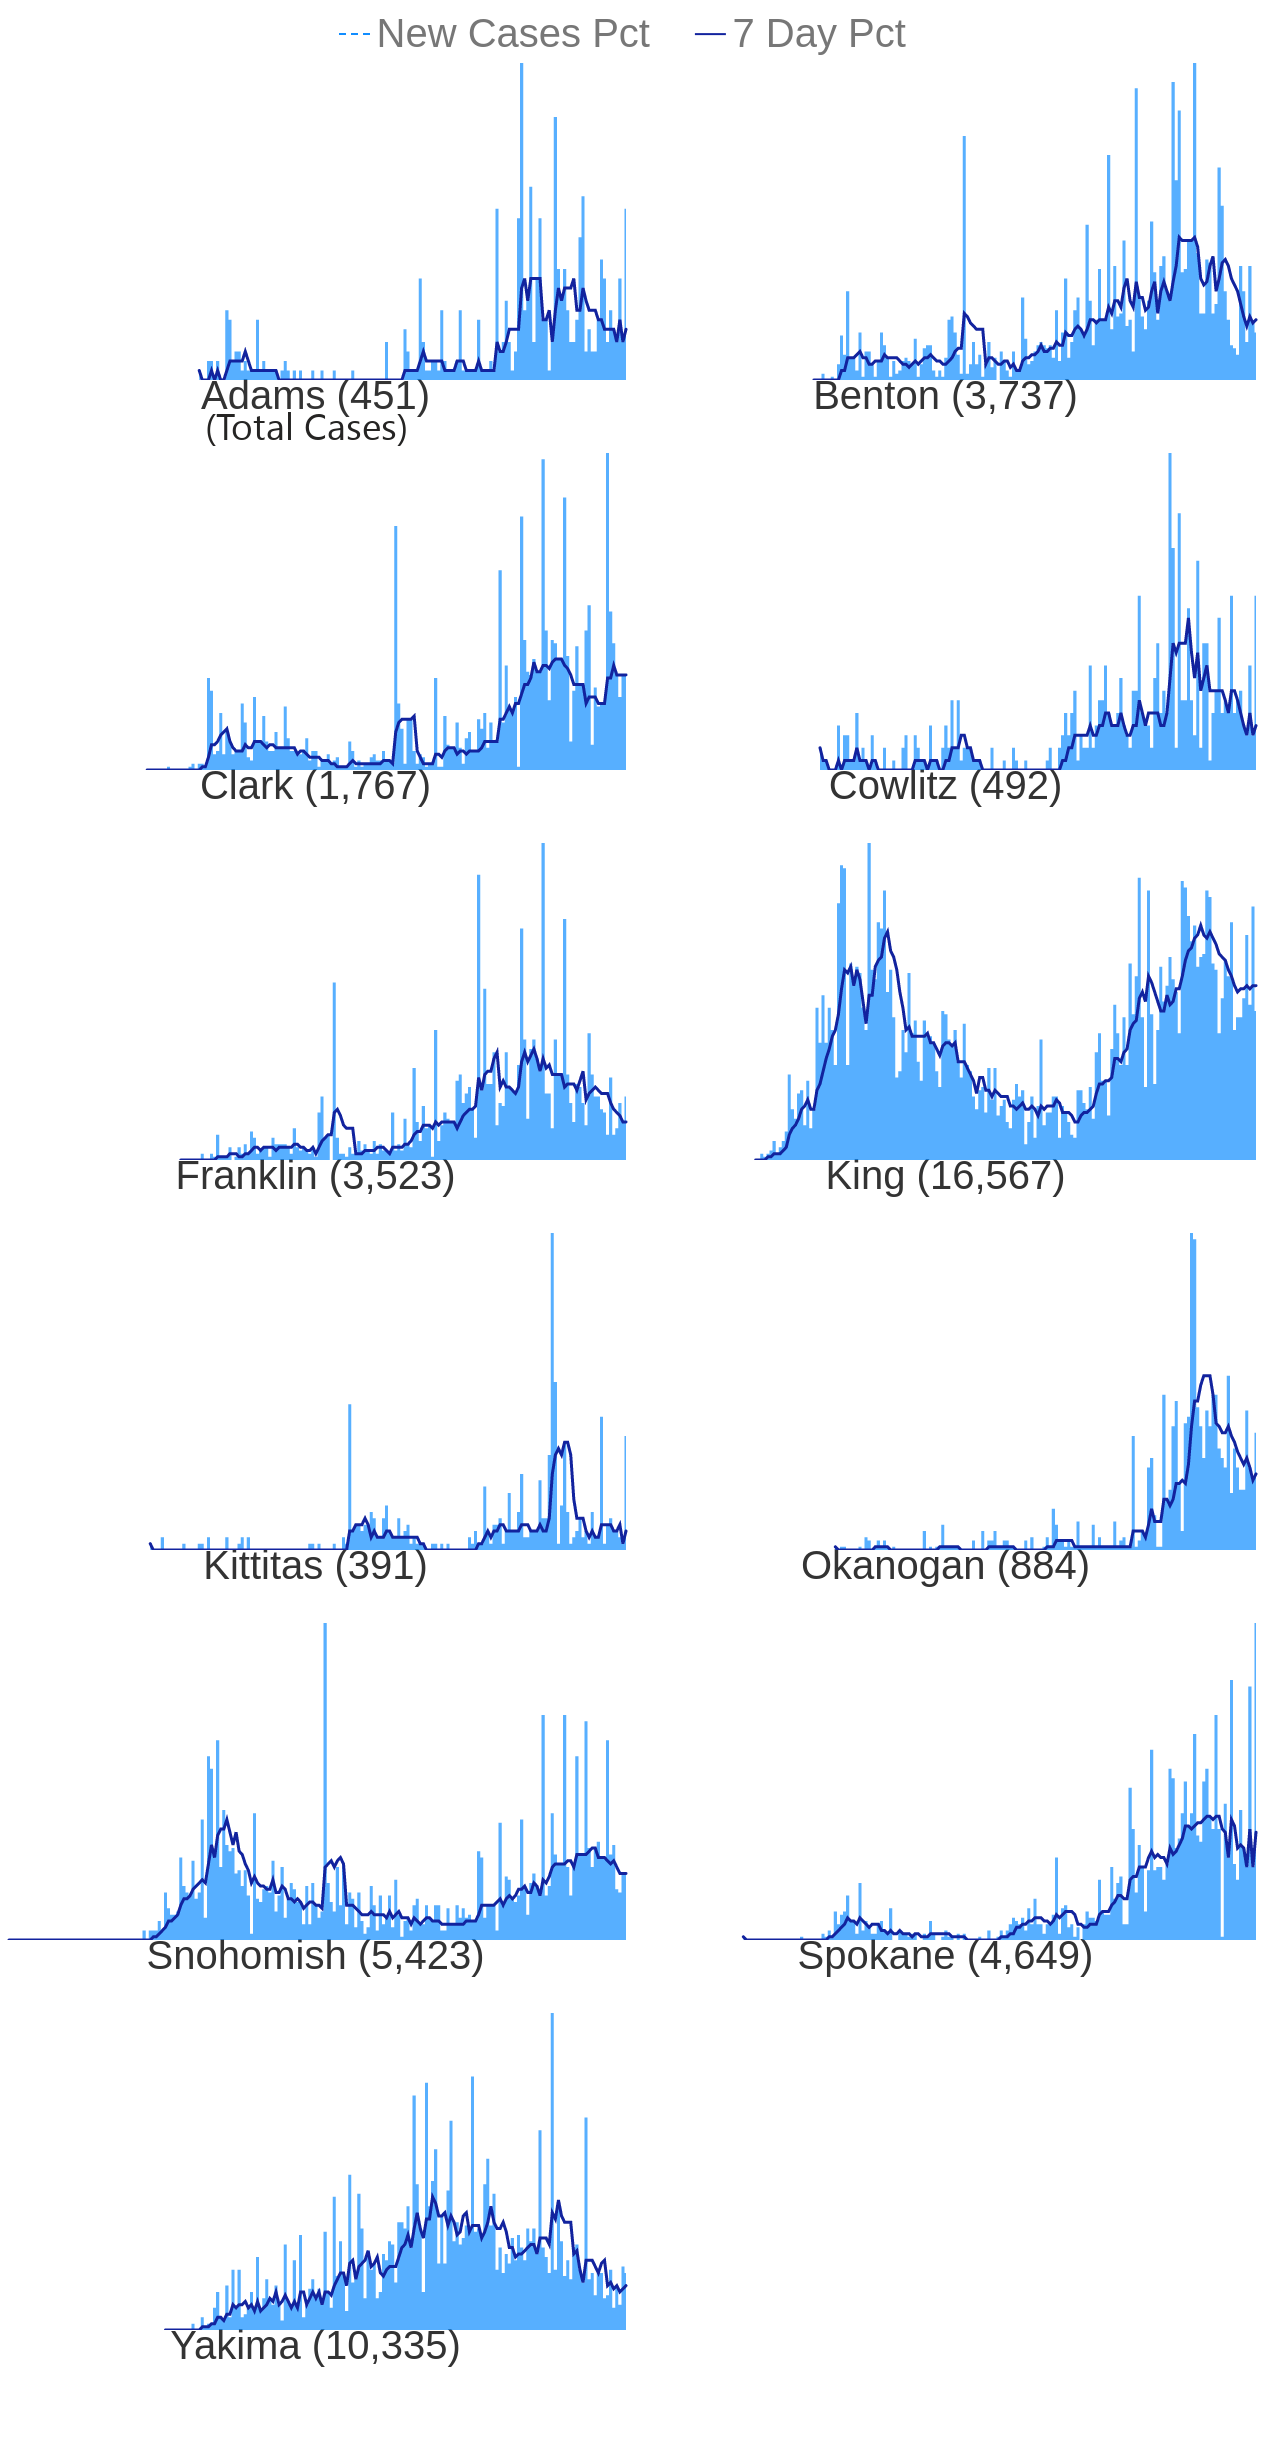 New Cases Pct 7 Day Pct
Adams (451) Benton (3,737)
(Total Cases)
Clark (1,767) Cowlitz (492)
Franklin (3,523) King (16,567)
Kittitas (391) Okanogan (884)
Snohomish (5,423) Spokane (4,649)
Yakima (10,335)